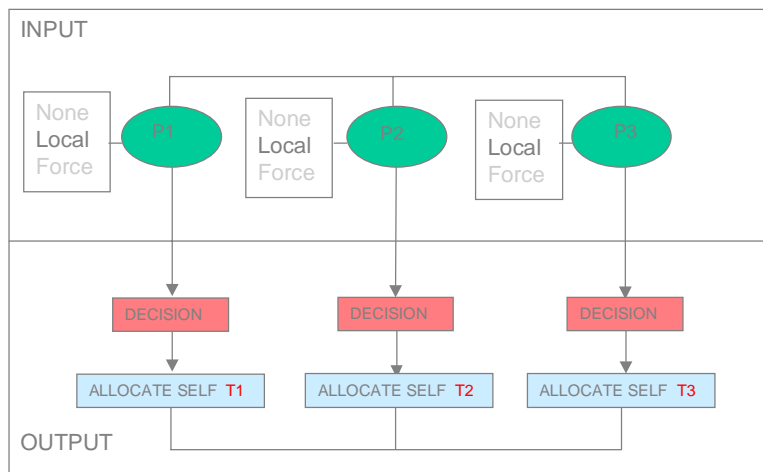 INPUT
None
Local
Force
P1
None
Local
Force
P2
None
Local
Force
P3
DECISION
DECISION
DECISION
ALLOCATE SELF T1
ALLOCATE SELF T2
ALLOCATE SELF T3
OUTPUT